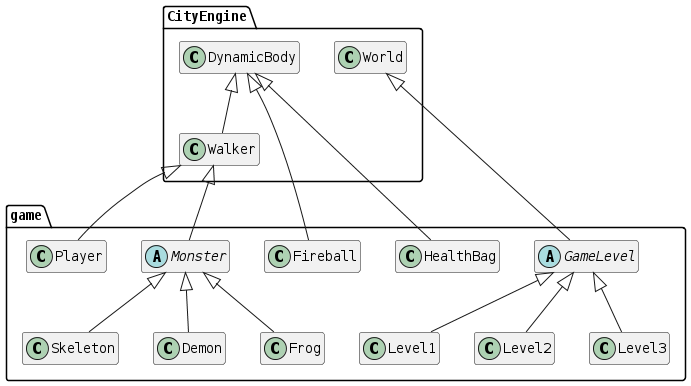 CityEngine
C DynamicBody
C World
C Walker
game
C Player
A Monster
C Fireball
C HealthBag
A GameLevel
C Skeleton
C Demon
C Frog
C Level1
C Level2
C Level3